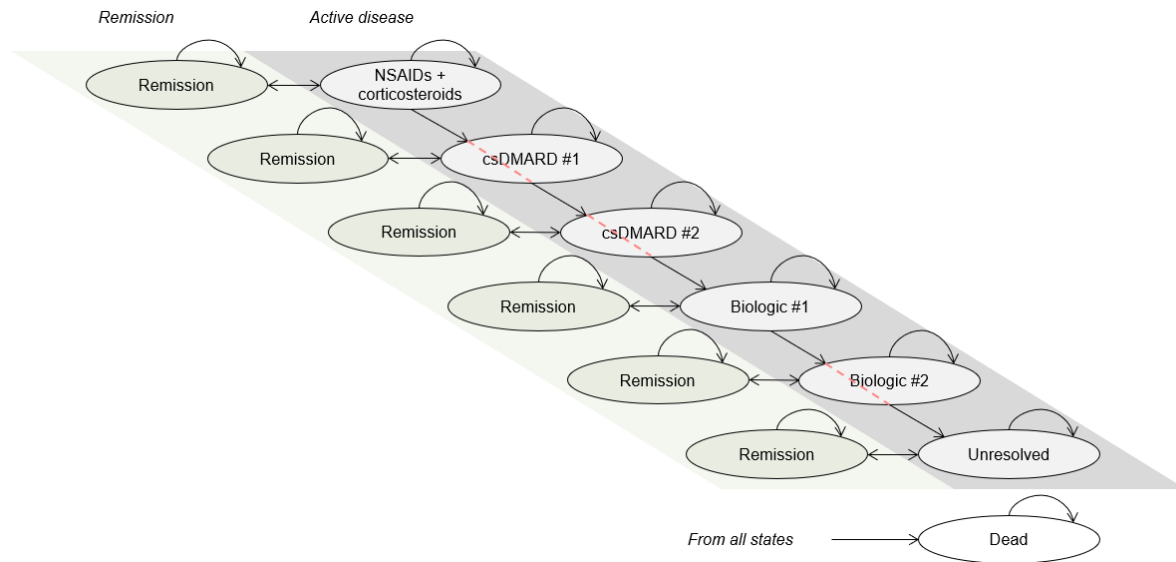 Remission
Active disease
Remission
NSAIDs +
corticosteroids
Remission
csDMARD #1
Remission
csDMARD #2
Remission
Biologic #1
Remission
Biologic #2
Remission
Unresolved
From all states
Dead